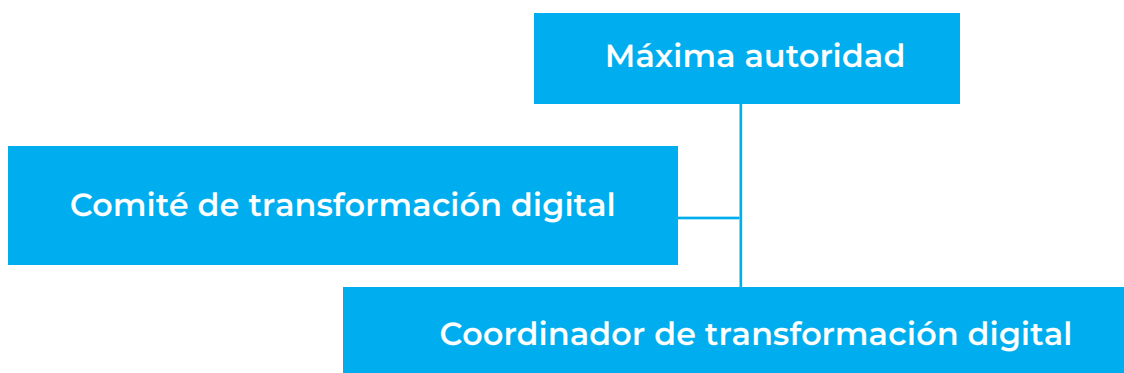 Máxima autoridad
Comité de transformación digital
Coordinador de transformación digital